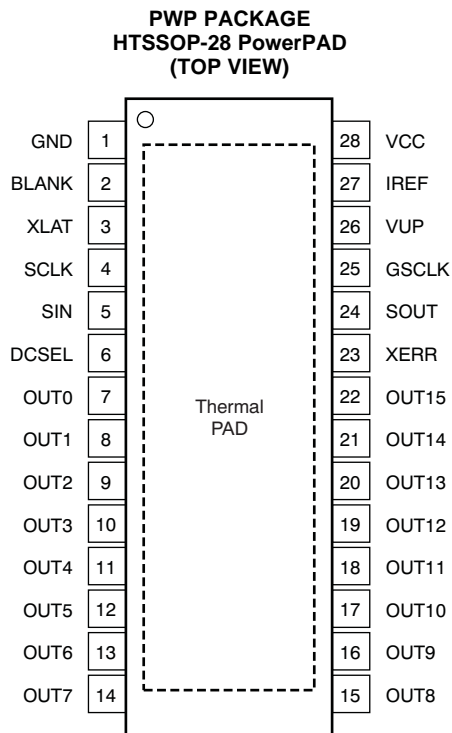 PWP PACKAGE
HTSSOP-28 PowerPAD
(TOP VIEW)
GND 1 28 VCC
BLANK 2 27 IREF
XLAT 3 26 VUP
SCLK 4 25 GSCLK
SIN 5 24 SOUT
DCSEL 6 23 XERR
OUT0 7 22 OUT15
OUT1 8 21 OUT14
OUT2 9 20 OUT13
OUT3 10 19 OUT12
OUT4 11 18 OUT11
OUT5 12 17 OUT10
OUT6 13 16 OUT9
OUT7 14 15 OUT8
Thermal
PAD